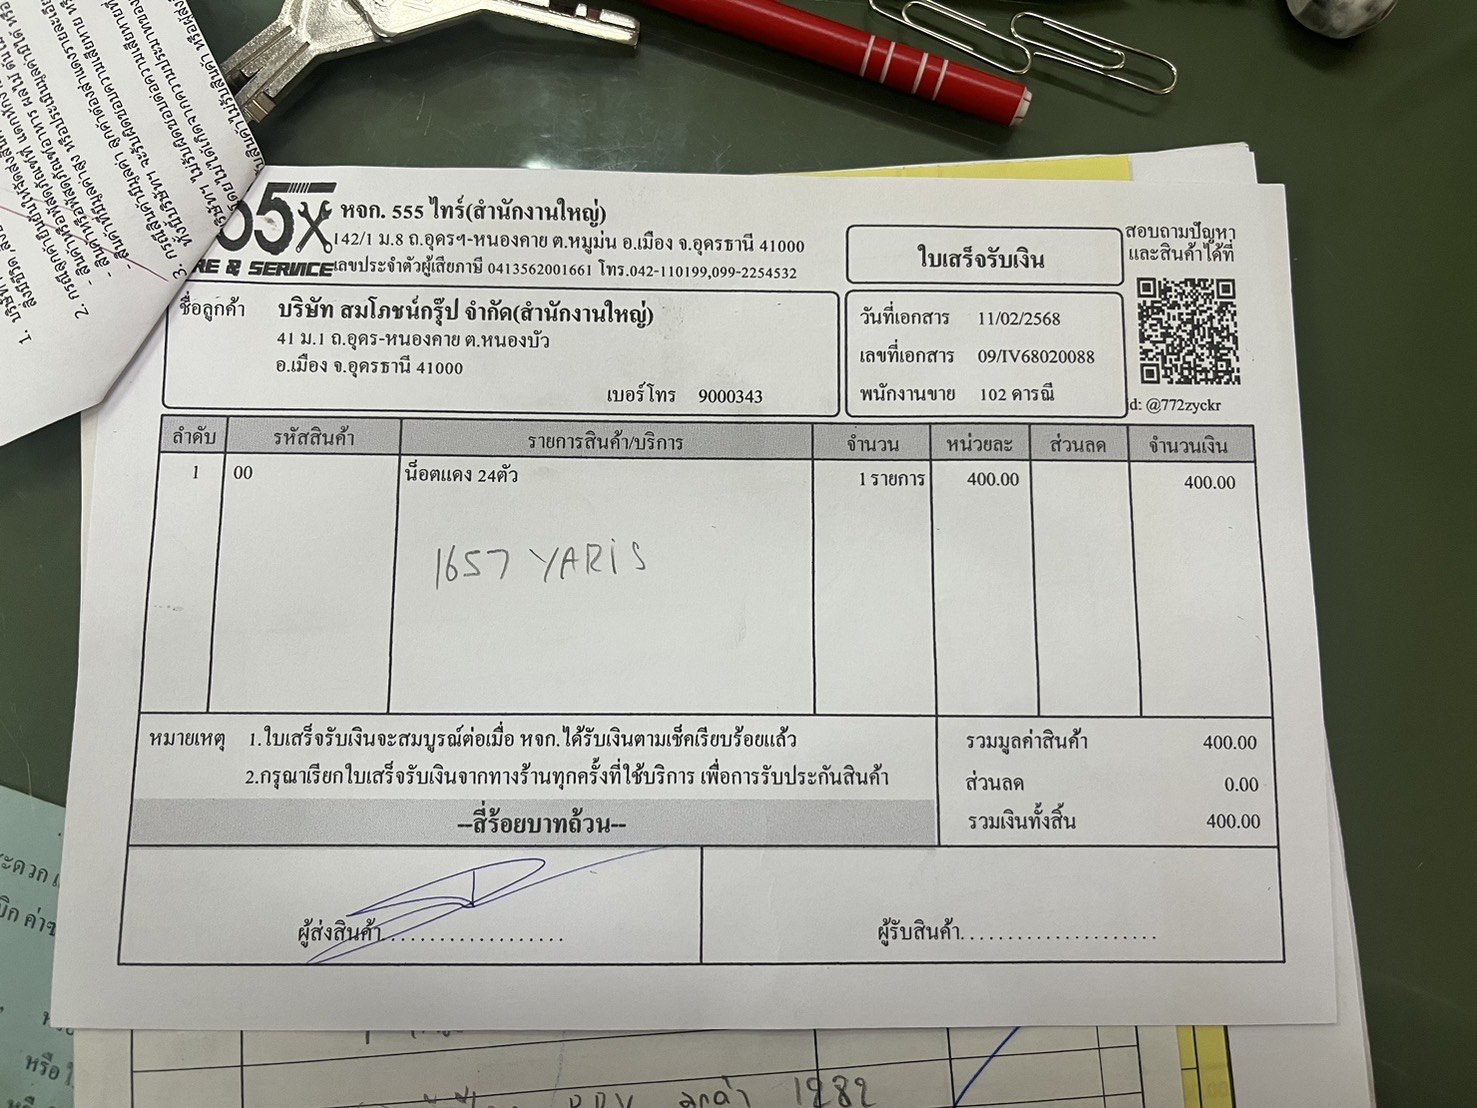 หจก. 555 ไทร์(สำนักงานใหญ่)
142/1 ม.8 ถ.อุดรฯ-หนองคาย ต.หมูม่น อ.เมือง จ.อุดรธานี 41000
RE & SERVICE เลขประจำตัวผู้เสียภาษี 0413562001661 โทร.042-110199,099-2254532
ใบเสร็จรับเงิน
สอบถามปัญหา
และสินค้าได้ที่
id: @772zyckr
ชื่อลูกค้า บริษัท สมโภชน์กรุ๊ป จำกัด(สำนักงานใหญ่)
41 ม.1 ถ.อุดร-หนองคาย ต.หนองบัว
อ.เมือง จ.อุดรธานี 41000
เบอร์โทร 9000343
วันที่เอกสาร 11/02/2568
เลขที่เอกสาร 09/IV68020088
พนักงานขาย 102 ดารณี
ลำดับ รหัสสินค้า รายการสินค้า/บริการ จำนวน หน่วยละ ส่วนลด จำนวนเงิน
1 00 น็อตแดง 24ตัว 1 รายการ 400.00 400.00
1657 YARiS
หมายเหตุ 1.ใบเสร็จรับเงินจะสมบูรณ์ต่อเมื่อ หจก.ได้รับเงินตามเช็คเรียบร้อยแล้ว
2.กรุณาเรียกใบเสร็จรับเงินจากทางร้านทุกครั้งที่ใช้บริการ เพื่อการรับประกันสินค้า
--สี่ร้อยบาทถ้วน--
รวมมูลค่าสินค้า 400.00
ส่วนลด 0.00
รวมเงินทั้งสิ้น 400.00
ผู้ส่งสินค้า....................
ผู้รับสินค้า......................
1282